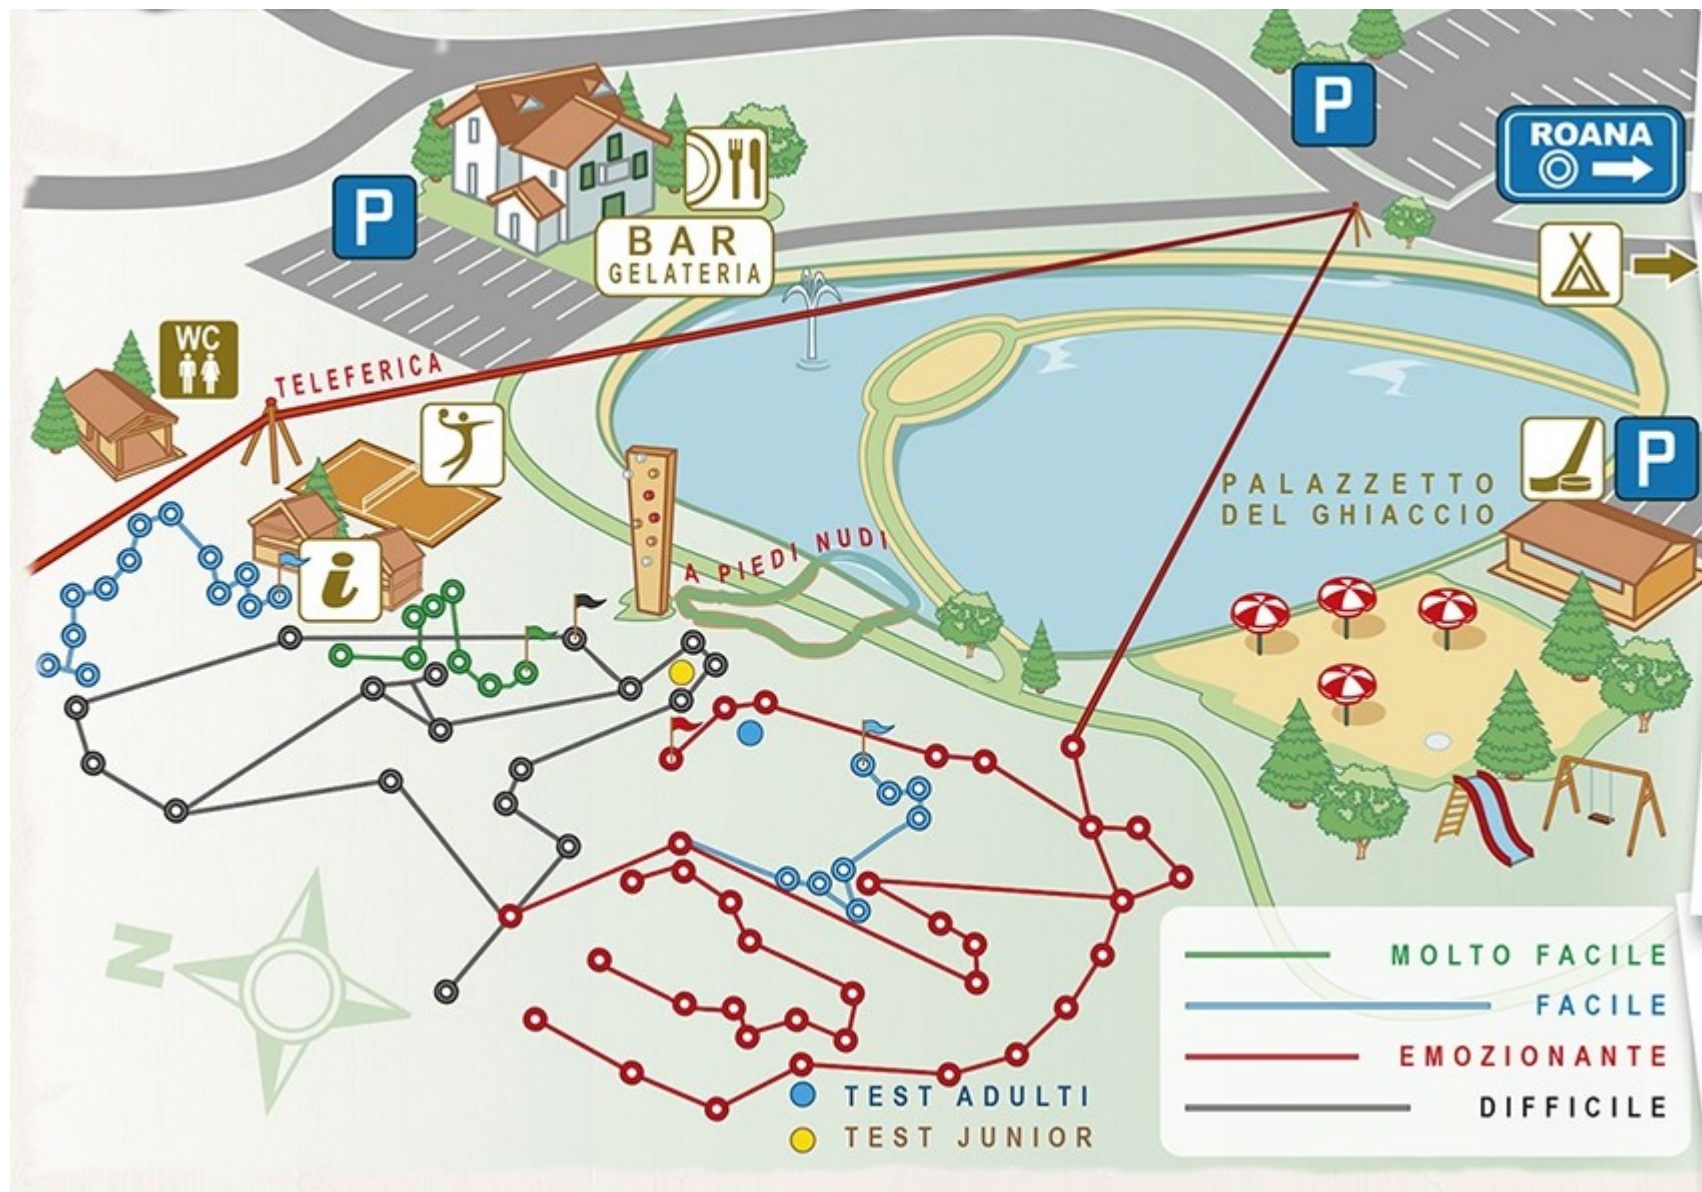 P
ROANA
P
BAR
GELATERIA
WC
TELEFERICA
P
PALAZZETTO
DEL GHIACCIO
A PIEDI NUDI
i
N
MOLTO FACILE
FACILE
EMOZIONANTE
DIFFICILE
TEST ADULTI
TEST JUNIOR